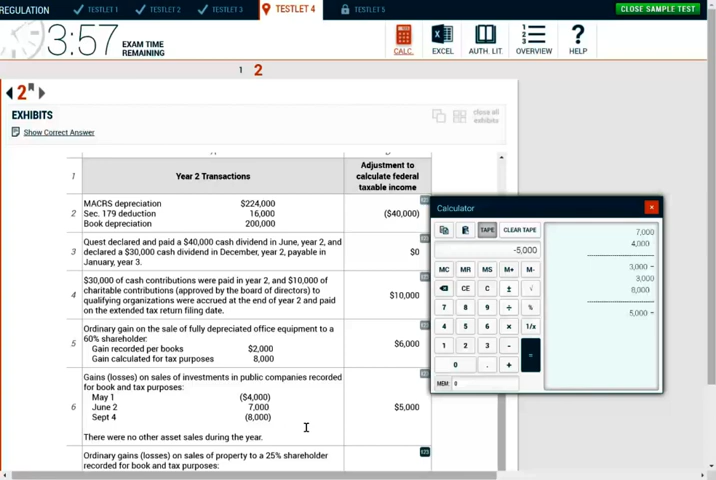 REGULATION
TESTLET 1
TESTLET 2
TESTLET 3
TESTLET 4
TESTLET 5
CLOSE SAMPLE TEST
3:57
EXAM TIME
REMAINING
CALC.
EXCEL
AUTH. LIT.
OVERVIEW
HELP
1 2
2
EXHIBITS
Show Correct Answer
close all
exhibits
1
Year 2 Transactions
Adjustment to
calculate federal
taxable income
2
MACRS depreciation $224,000
Sec. 179 deduction 16,000
Book depreciation 200,000
($40,000)
3
Quest declared and paid a $40,000 cash dividend in June, year 2, and
declared a $30,000 cash dividend in December, year 2, payable in
January, year 3.
$0
4
$30,000 of cash contributions were paid in year 2, and $10,000 of
charitable contributions (approved by the board of directors) to
qualifying organizations were accrued at the end of year 2 and paid
on the extended tax return filing date.
$10,000
5
Ordinary gain on the sale of fully depreciated office equipment to a
60% shareholder:
Gain recorded per books $2,000
Gain calculated for tax purposes 8,000
$6,000
6
Gains (losses) on sales of investments in public companies recorded
for book and tax purposes:
May 1 ($4,000)
June 2 7,000
Sept 4 (8,000)
There were no other asset sales during the year.
$5,000
Ordinary gains (losses) on sales of property to a 25% shareholder
recorded for book and tax purposes:
Calculator
TAPE
CLEAR TAPE
-5,000
MC MR MS M+ M-
CE C ± √
7 8 9 ÷ %
4 5 6 × 1/x
1 2 3 - =
0 . +
MEM: 0
7,000
4,000
3,000 =
3,000
8,000
5,000 =